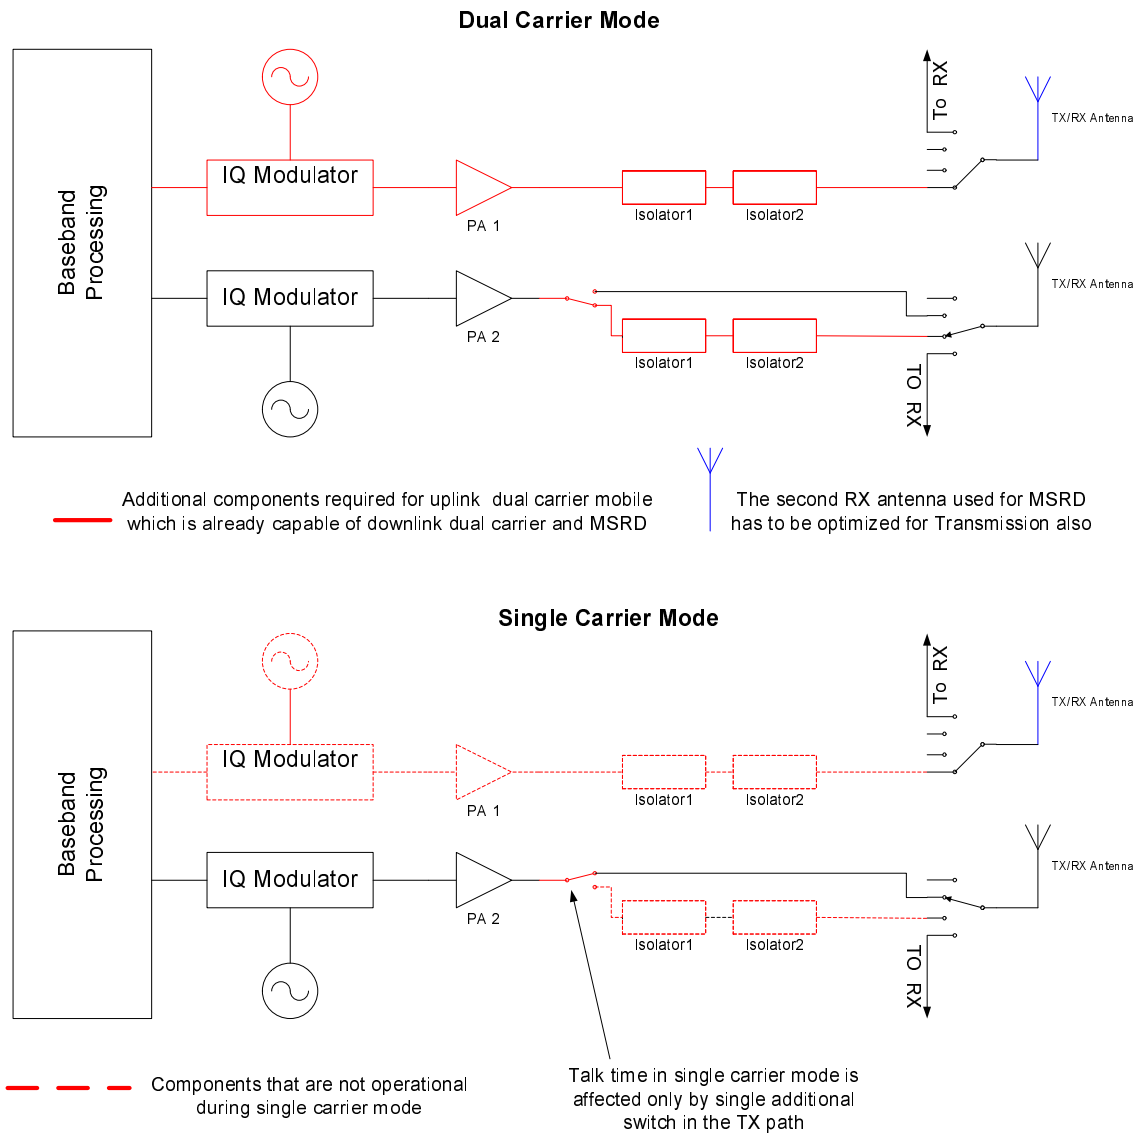 Dual Carrier Mode
To RX
TX/RX Antenna
IQ Modulator
PA 1
Isolator1
Isolator2
Baseband
Processing
IQ Modulator
PA 2
Isolator1
Isolator2
TX/RX Antenna
TO RX
Additional components required for uplink dual carrier mobile
which is already capable of downlink dual carrier and MSRD
The second RX antenna used for MSRD
has to be optimized for Transmission also
Single Carrier Mode
To RX
TX/RX Antenna
IQ Modulator
PA 1
Isolator1
Isolator2
Baseband
Processing
IQ Modulator
PA 2
Isolator1
Isolator2
TX/RX Antenna
TO RX
Components that are not operational
during single carrier mode
Talk time in single carrier mode is
affected only by single additional
switch in the TX path